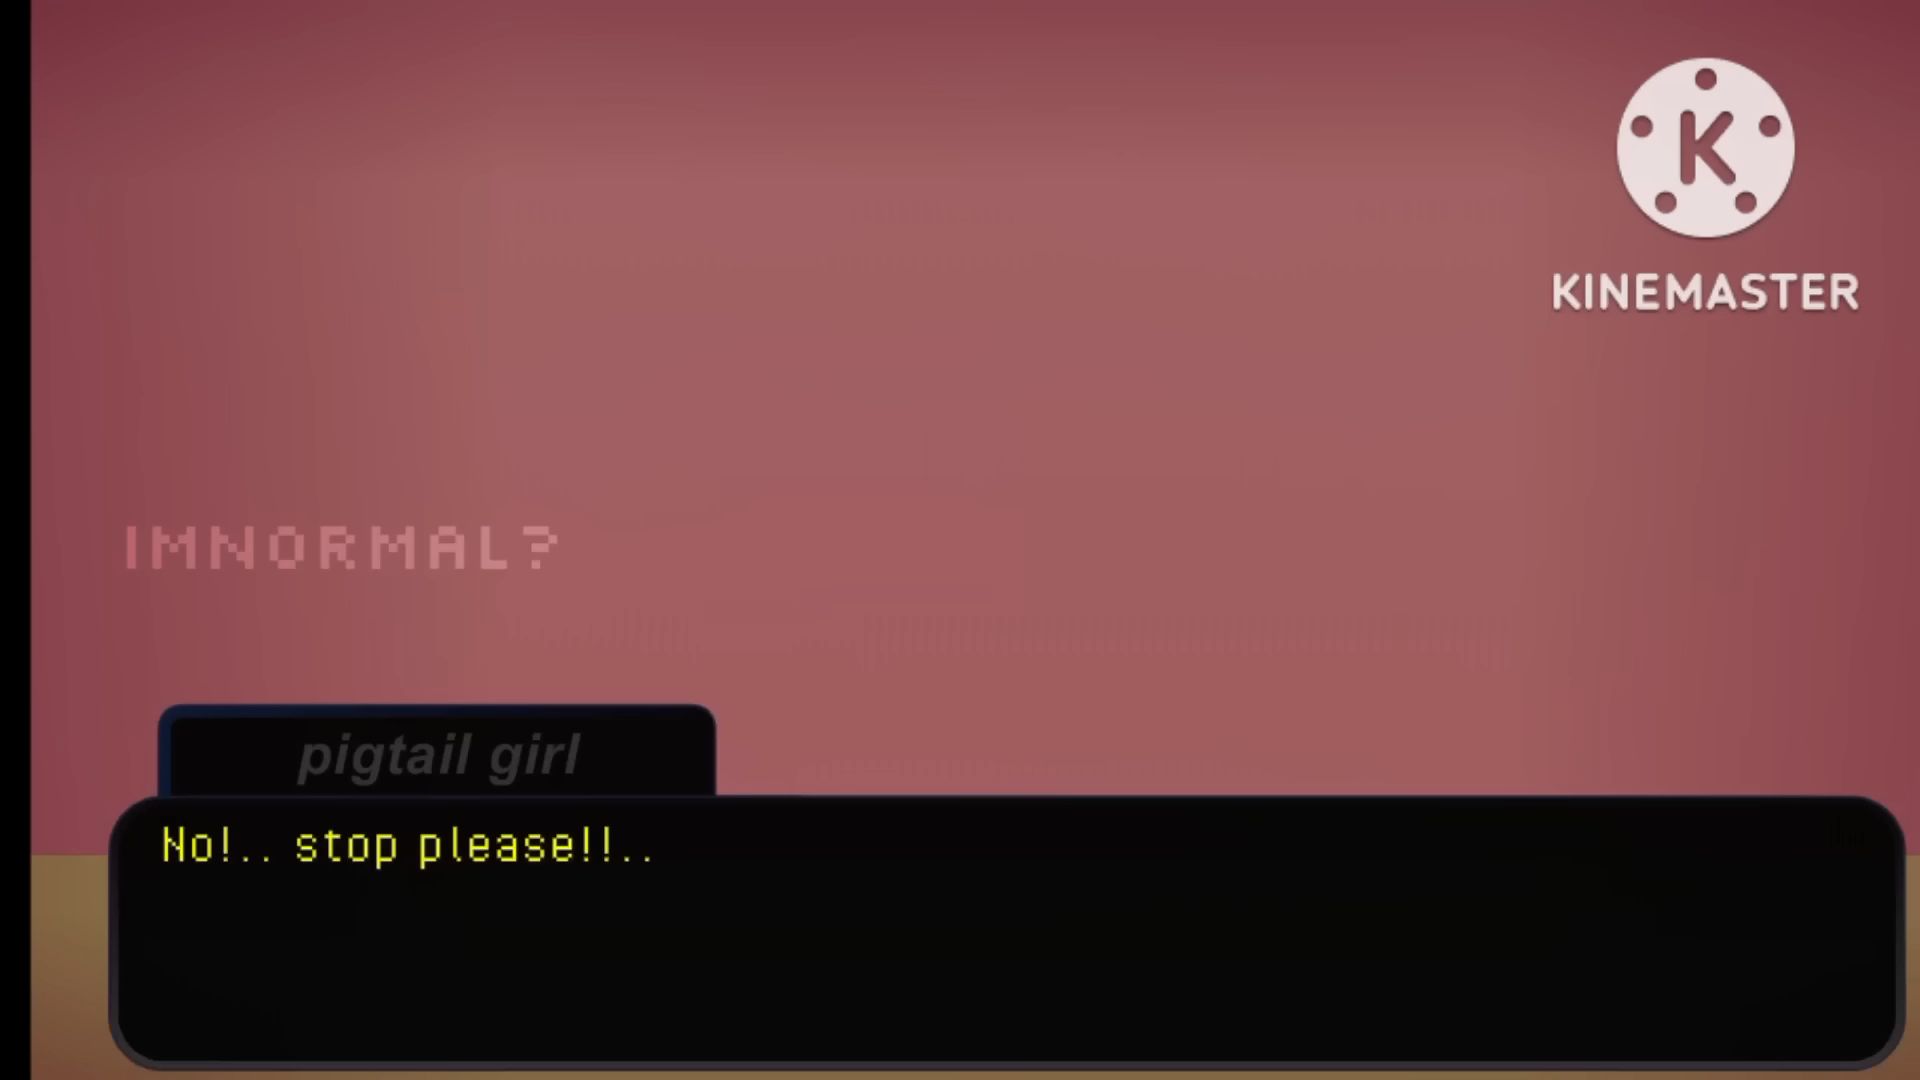 K
KINEMASTER
IMNORMAL?
pigtail girl
No!.. stop please!!..